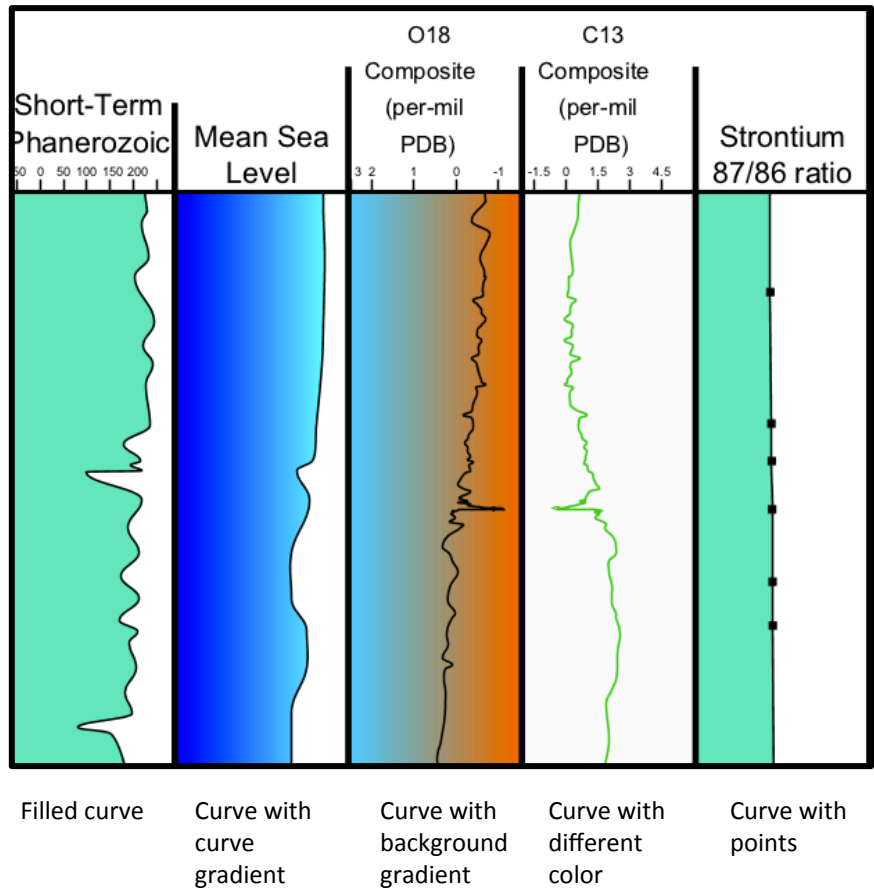 O18
Composite
(per-mil
PDB)
C13
Composite
(per-mil
PDB)
Short-Term
Phanerozoic
Mean Sea
Level
Strontium
87/86 ratio
50 0 50 100 150 200
3 2 1 0 -1
-1.5 0 1.5 3 4.5
Filled curve
Curve with
curve
gradient
Curve with
background
gradient
Curve with
different
color
Curve with
points